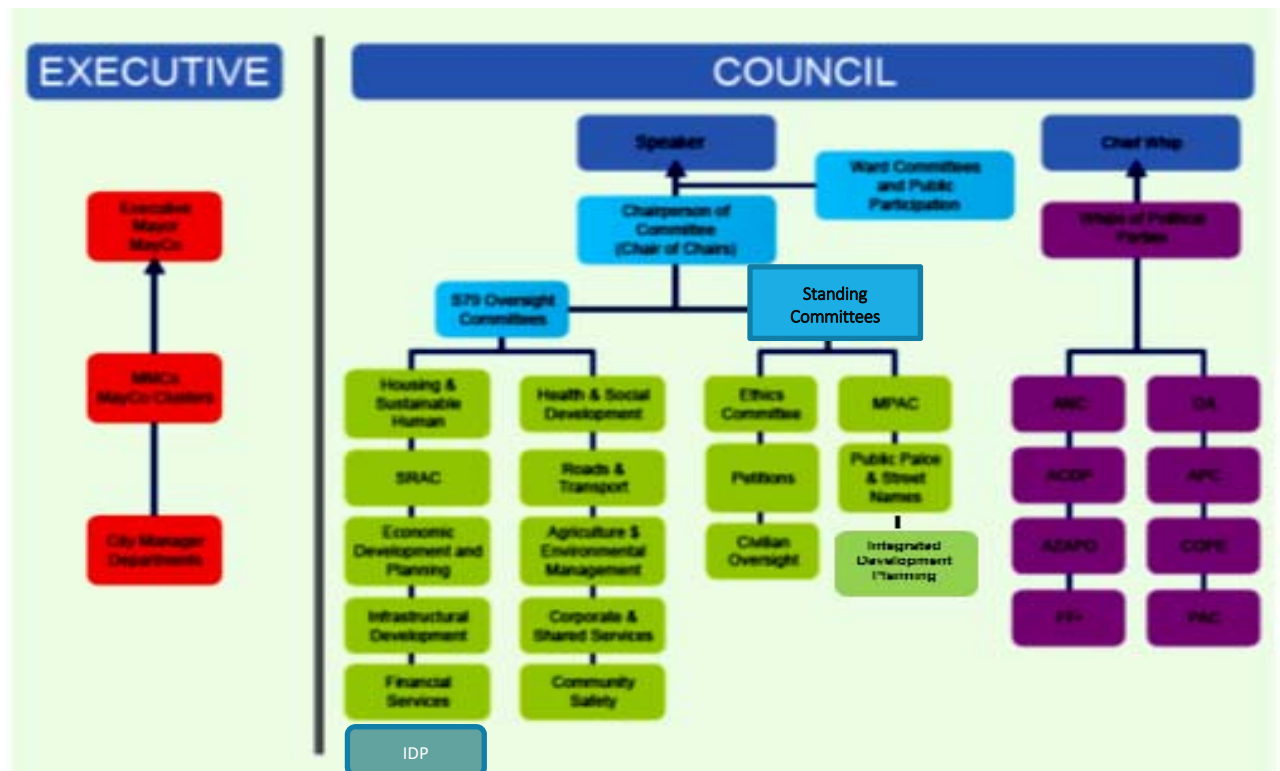 EXECUTIVE
COUNCIL
Executive
Mayor
MayCo
MMCs
MayCo Clusters
City Manager
Departments
Speaker
Ward Committees
and Public
Participation
Chairperson of
Committee
(Chair of Chairs)
S79 Oversight
Committees
Standing
Committees
Housing &
Sustainable
Human
SRAC
Economic
Development and
Planning
Infrastructural
Development
Financial
Services
IDP
Health & Social
Development
Roads &
Transport
Agriculture $
Environmental
Management
Corporate &
Shared Services
Community
Safety
Ethics
Committee
Petitions
Civilian
Oversight
MPAC
Public Palce
& Street
Names
Integrated
Development
Planning
Chief Whip
Whips of Political
Parties
ANC
ACDP
AZAPO
FF+
DA
APC
COPE
PAC